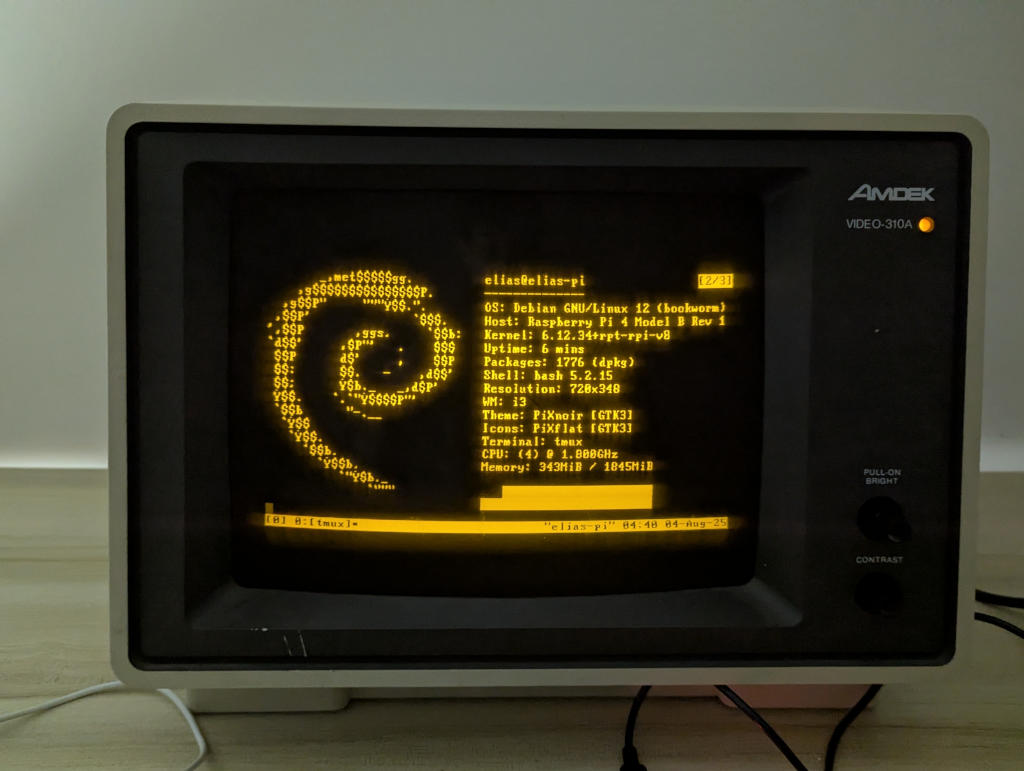 AMDEK
VIDEO-310A
elias@elias-pi
[2/3]
---------------
OS: Debian GNU/Linux 12 (bookworm)
Host: Raspberry Pi 4 Model B Rev 1
Kernel: 6.12.34+rpt-rpi-v8
Uptime: 6 mins
Packages: 1776 (dpkg)
Shell: bash 5.2.15
Resolution: 720x348
WM: i3
Theme: PiXnoir [GTK3]
Icons: PiXflat [GTK3]
Terminal: tmux
CPU: (4) @ 1.800GHz
Memory: 343MiB / 1845MiB
[0] 0:[tmux]* "elias-pi" 04:40 04-Aug-25
PULL-ON
BRIGHT
CONTRAST